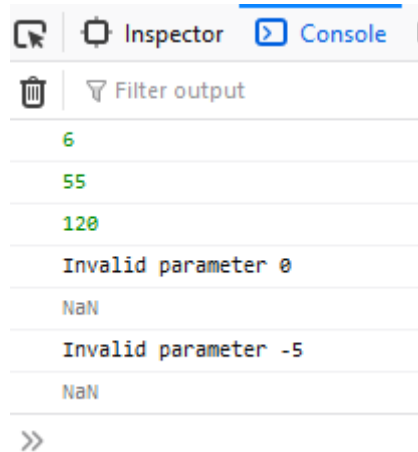 Inspector Console
Filter output
6
55
120
Invalid parameter 0
NaN
Invalid parameter -5
NaN